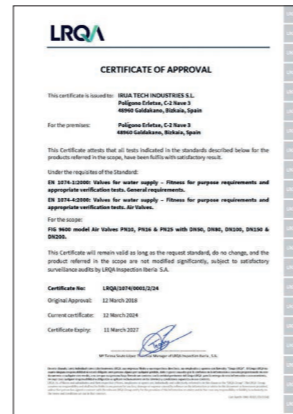 LRQA
CERTIFICATE OF APPROVAL
This certificate is issued to: IRUA TECH INDUSTRIES S.L.
Polígono Erletxe, C-2 Nave 3
48960 Galdakano, Bizkaia, Spain
For the premises: Polígono Erletxe, C-2 Nave 3
48960 Galdakano, Bizkaia, Spain
This Certificate attests that all tests indicated in the standards described below for the
products referred in the scope, have been fulfils with satisfactory result.
Under the requisites of the Standard:
EN 1074-1:2000: Valves for water supply – Fitness for purpose requirements and
appropriate verification tests. General requirements.
EN 1074-4:2000: Valves for water supply – Fitness for purpose requirements and
appropriate verification tests. Air Valves.
For the scope:
FIG 9600 model Air Valves PN10, PN16 & PN25 with DN50, DN80, DN100, DN150 &
DN200.
This Certificate will remain valid as long as the request standard, do no change, and the
product referred in the scope are not modified significantly, subject to satisfactory
surveillance audits by LRQA Inspection Iberia S.A.
Certificate No: LRQA/1074/0001/2/24
Original Approval: 12 March 2018
Current certificate: 12 March 2024
Certificate Expiry: 11 March 2027